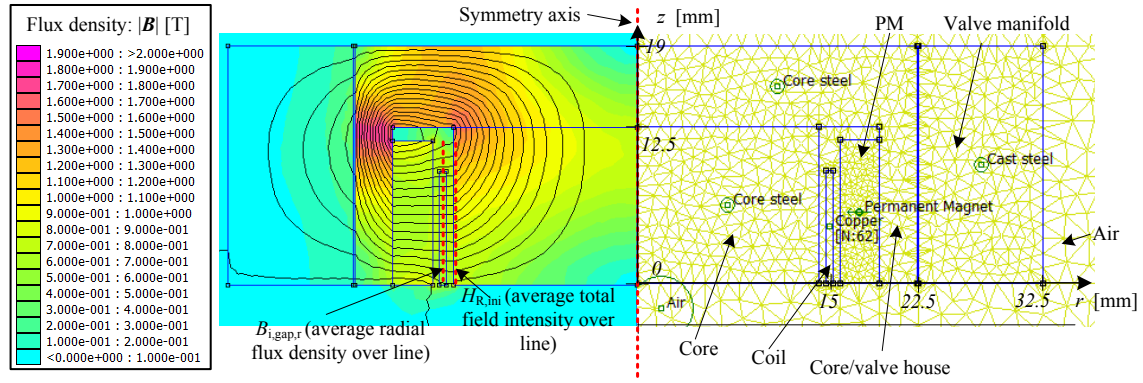 Flux density: |B| [T]
1.900e+000 : >2.000e+000
1.800e+000 : 1.900e+000
1.700e+000 : 1.800e+000
1.600e+000 : 1.700e+000
1.500e+000 : 1.600e+000
1.400e+000 : 1.500e+000
1.300e+000 : 1.400e+000
1.200e+000 : 1.300e+000
1.100e+000 : 1.200e+000
1.000e+000 : 1.100e+000
9.000e-001 : 1.000e+000
8.000e-001 : 9.000e-001
7.000e-001 : 8.000e-001
6.000e-001 : 7.000e-001
5.000e-001 : 6.000e-001
4.000e-001 : 5.000e-001
3.000e-001 : 4.000e-001
2.000e-001 : 3.000e-001
1.000e-001 : 2.000e-001
<0.000e+000 : 1.000e-001
Symmetry axis
z [mm]
PM
Valve manifold
19
Core steel
12.5
Cast steel
Core steel
Permanent Magnet
Copper
[N:62]
Air
0
Air
15
22.5
32.5
r [mm]
B i,gap,r (average radial
flux density over line)
H R,Ini (average total
field intensity over
line)
Core
Coil
Core/valve house